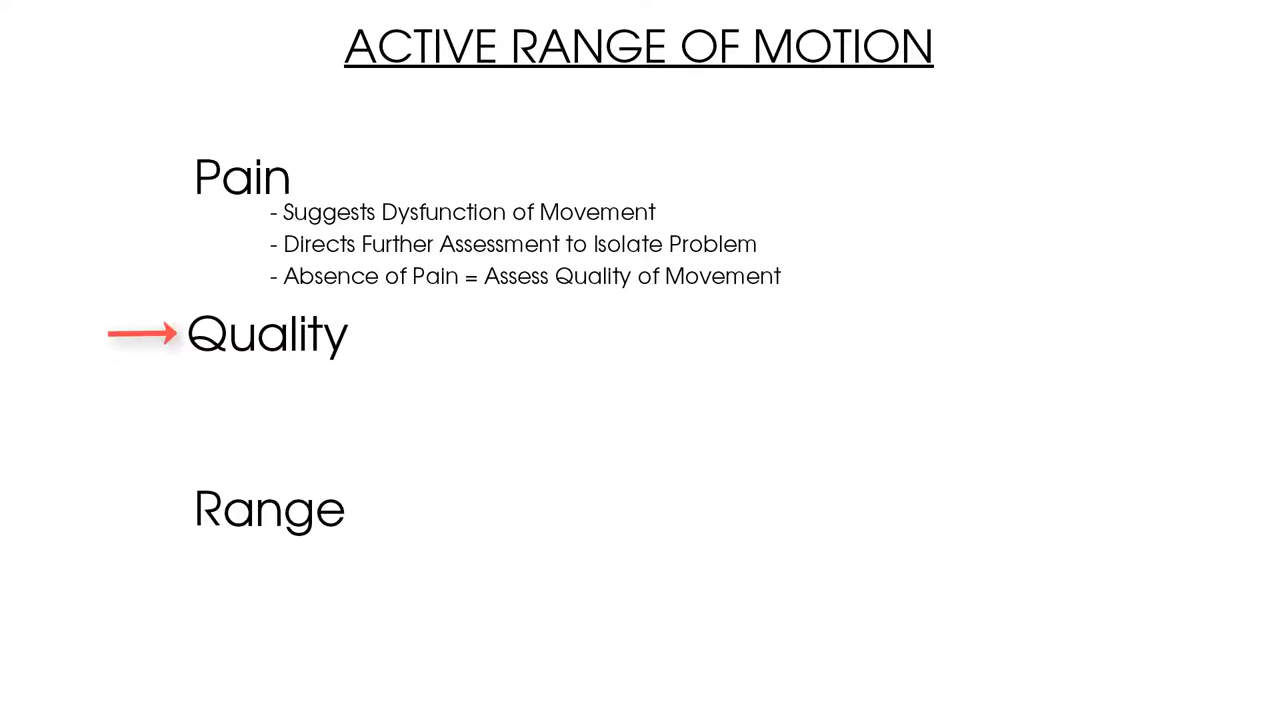 ACTIVE RANGE OF MOTION
Pain
- Suggests Dysfunction of Movement
- Directs Further Assessment to Isolate Problem
- Absence of Pain = Assess Quality of Movement
Quality
Range